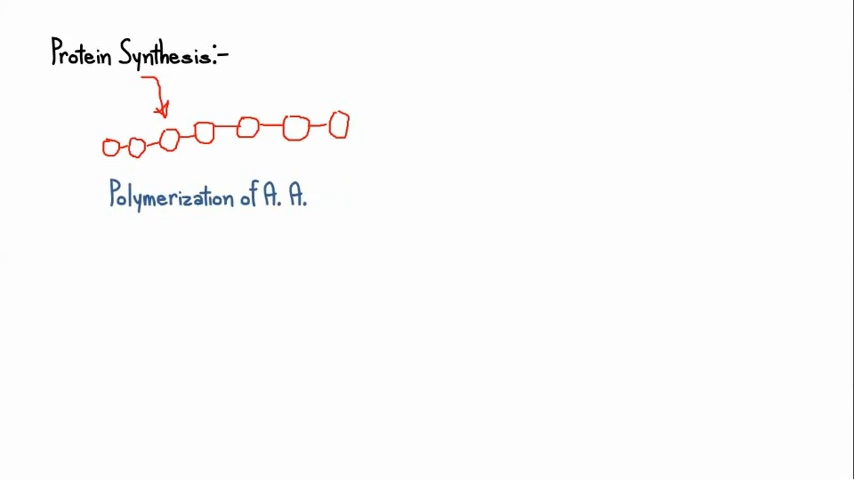 Protein Synthesis:-
Polymerization of A. A.